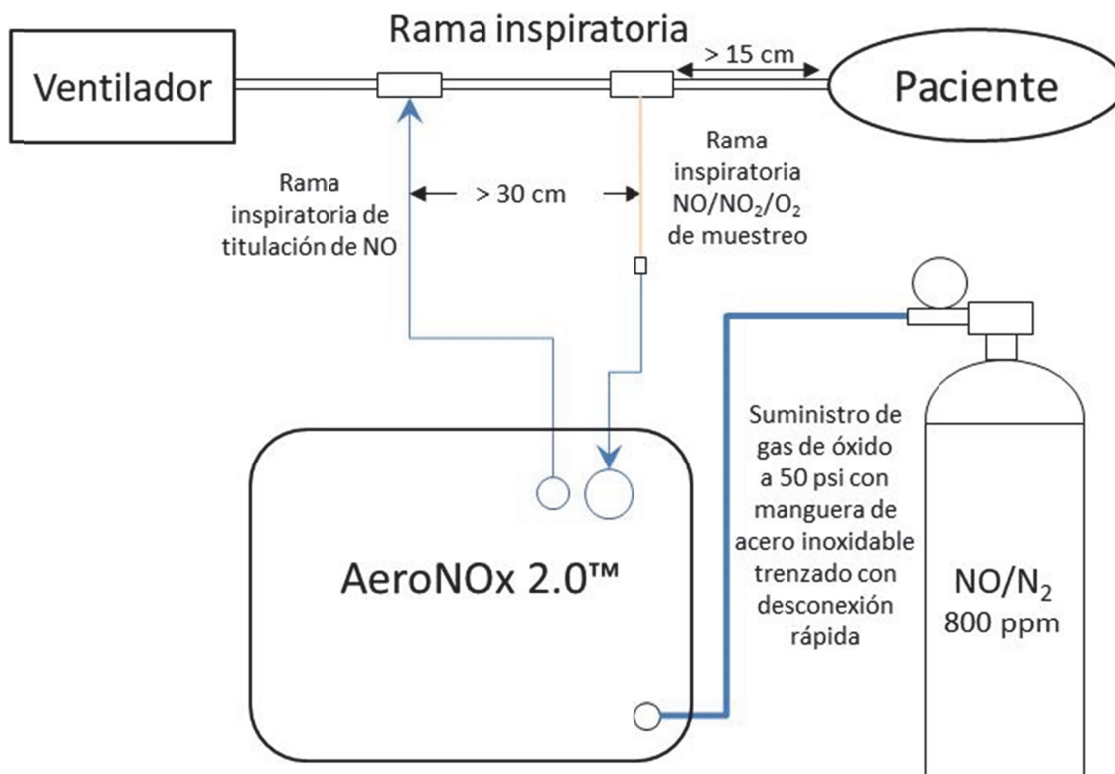 Rama inspiratoria
> 15 cm
Ventilador
Paciente
Rama
inspiratoria de
titulación de NO
> 30 cm
Rama
inspiratoria
NO/NO₂/O₂
de muestreo
Suministro de
gas de óxido
a 50 psi con
manguera de
acero inoxidable
trenzado con
desconexión
rápida
AeroNOx 2.0™
NO/N₂
800 ppm